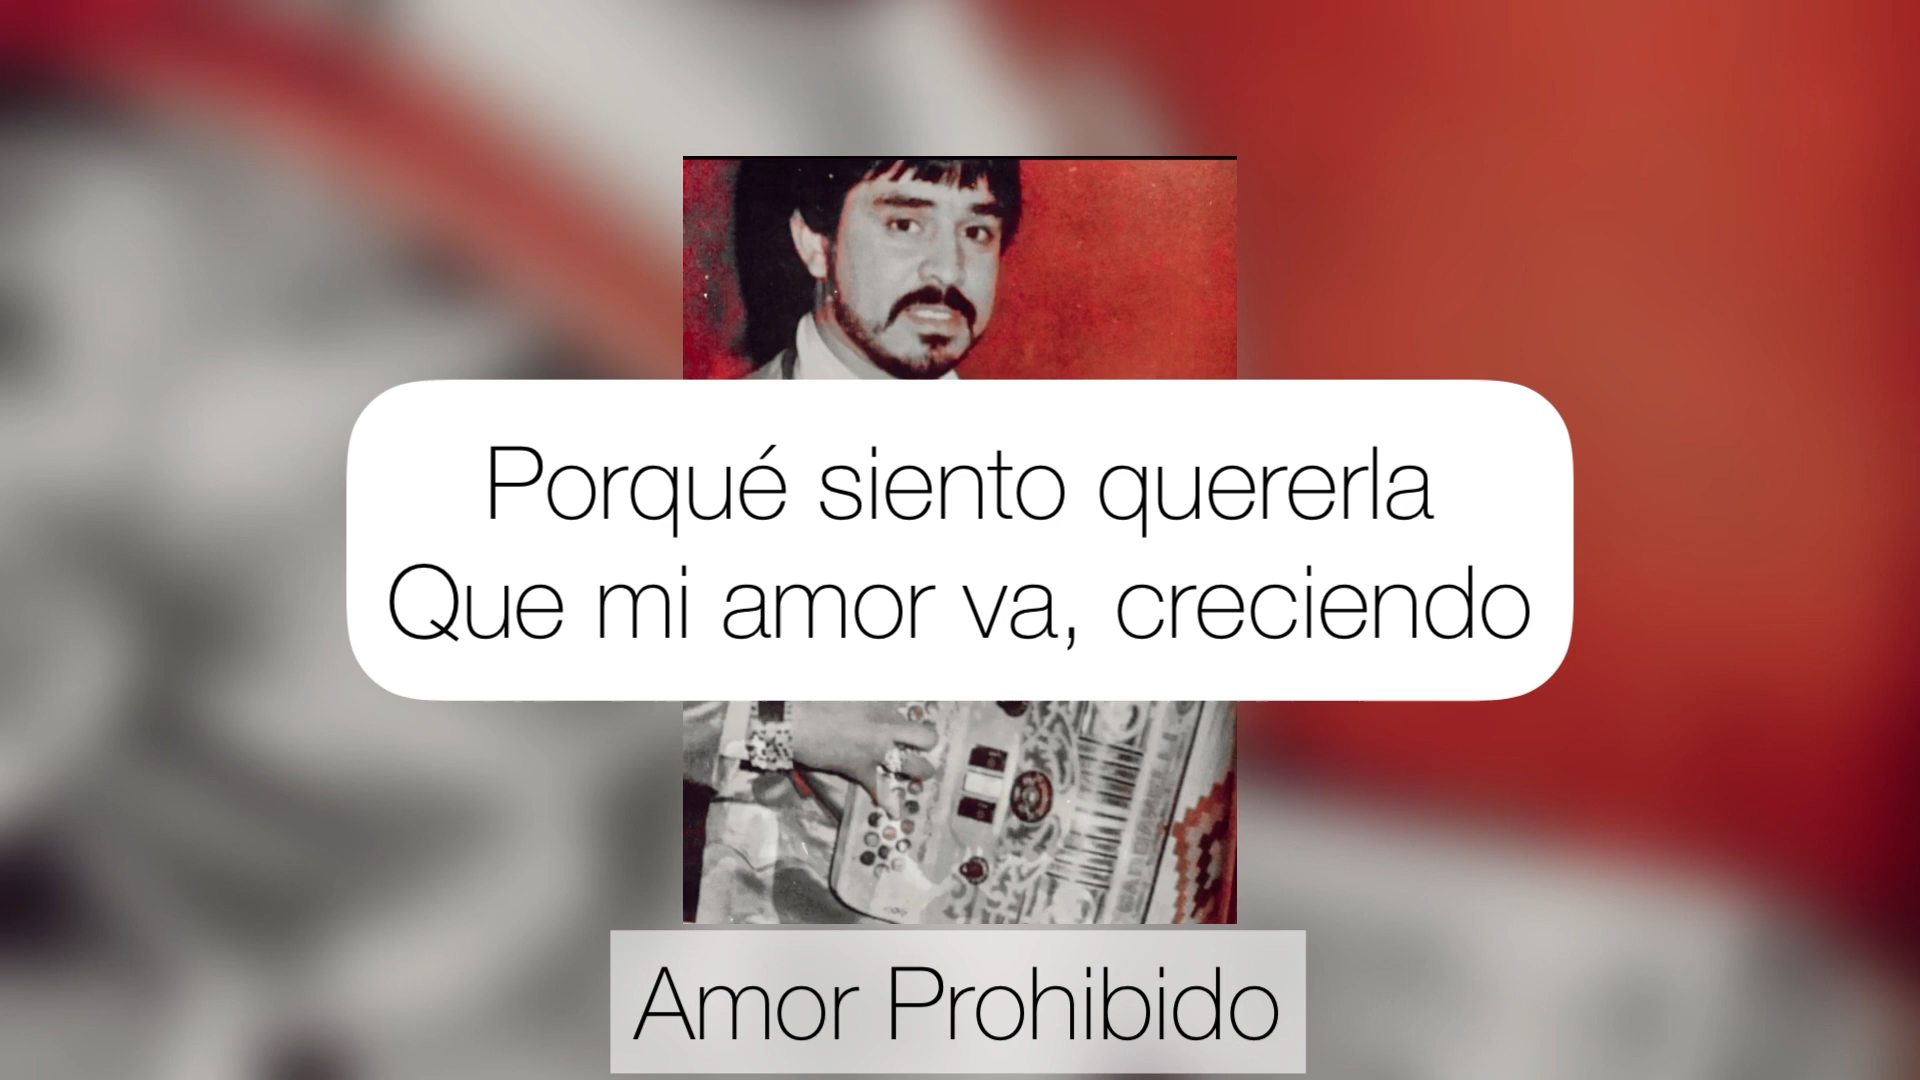 Porqué siento quererla
Que mi amor va, creciendo
Amor Prohibido